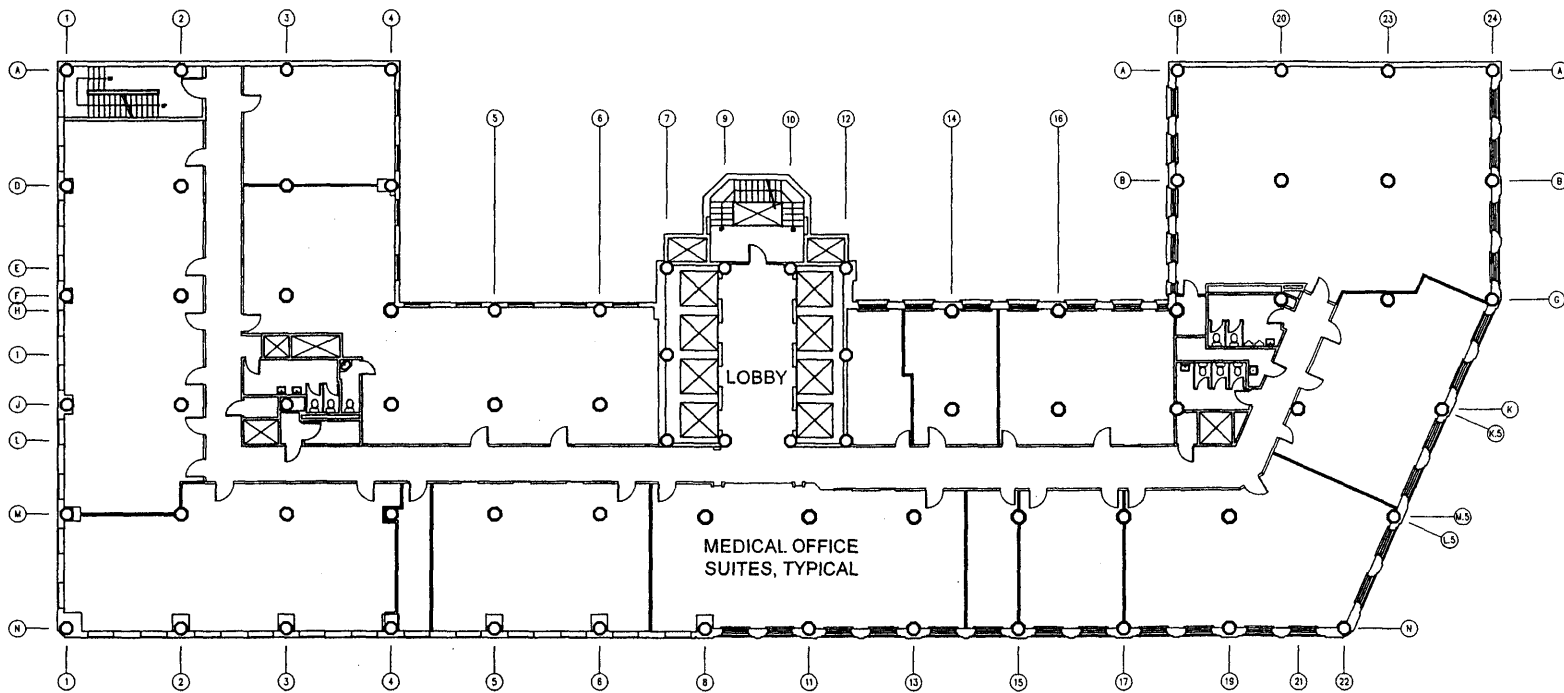 1 2 3 4 18 20 23 24
A A A
5 6 7 9 10 12 14 16
D B B
E
F G
H
1
LOBBY
J K
K.5
L
M M.5
L.5
MEDICAL OFFICE
SUITES, TYPICAL
N N
1 2 3 4 5 6 8 11 13 15 17 19 21 22